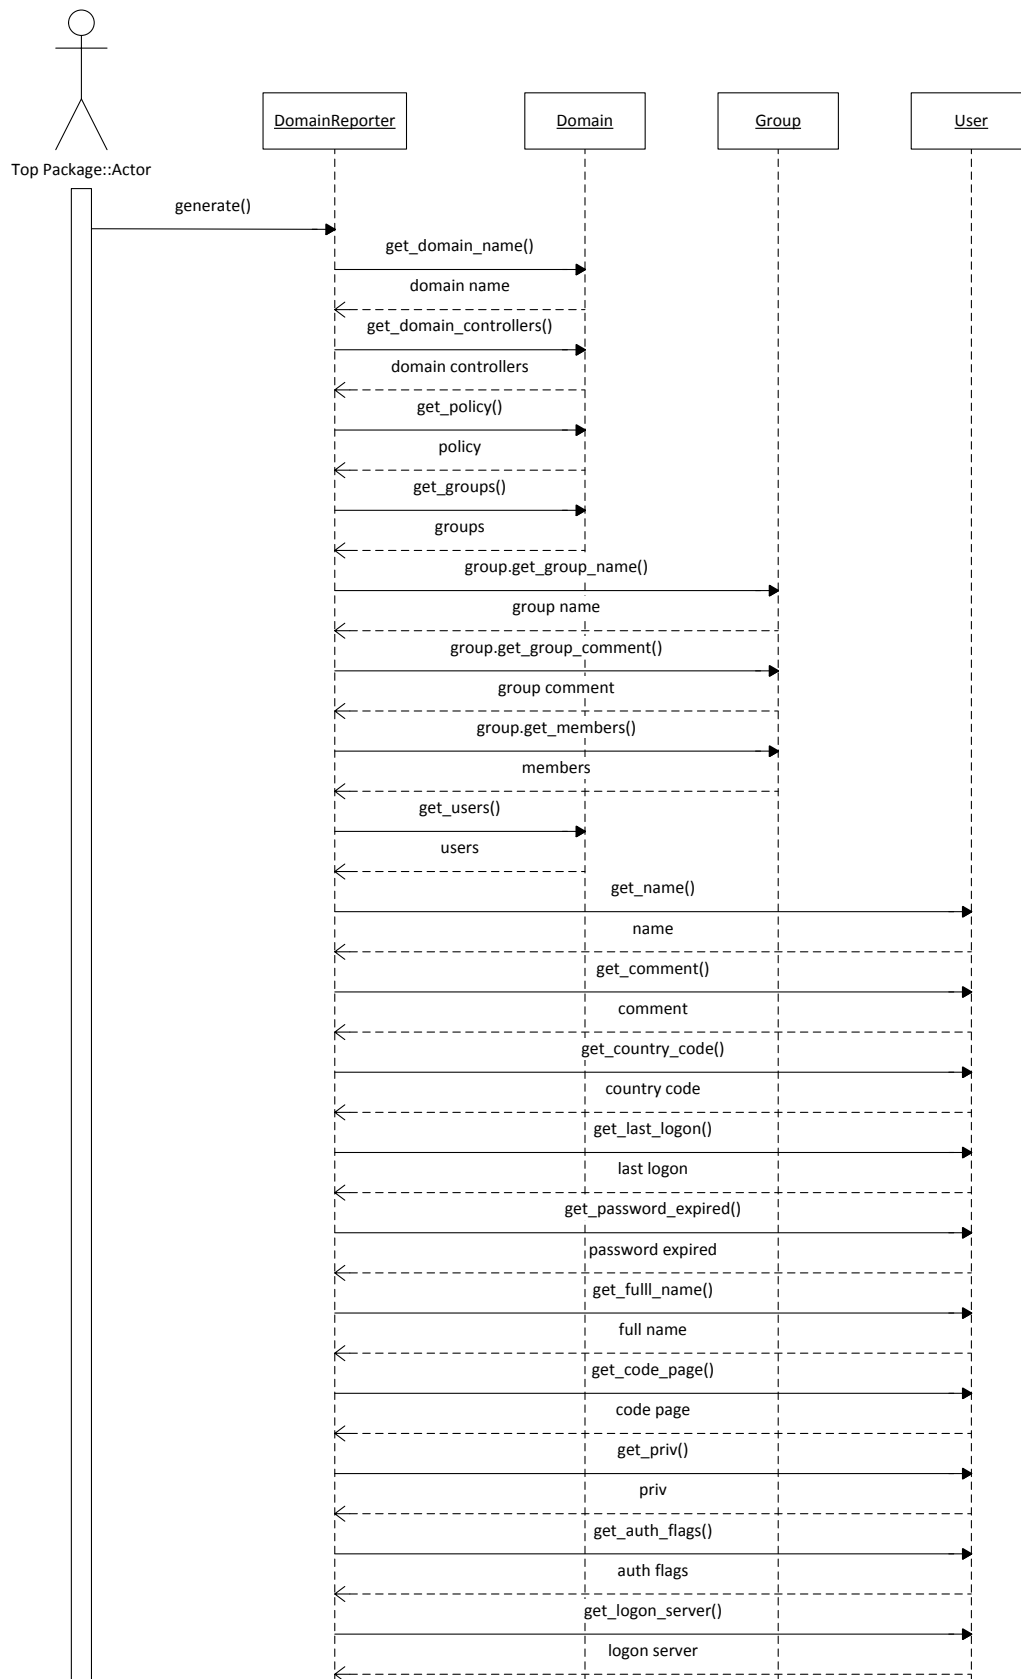 DomainReporter
Domain
Group
User
Top Package::Actor
generate()
get_domain_name()
domain name
get_domain_controllers()
domain controllers
get_policy()
policy
get_groups()
groups
group.get_group_name()
group name
group.get_group_comment()
group comment
group.get_members()
members
get_users()
users
get_name()
name
get_comment()
comment
get_country_code()
country code
get_last_logon()
last logon
get_password_expired()
password expired
get_fulll_name()
full name
get_code_page()
code page
get_priv()
priv
get_auth_flags()
auth flags
get_logon_server()
logon server